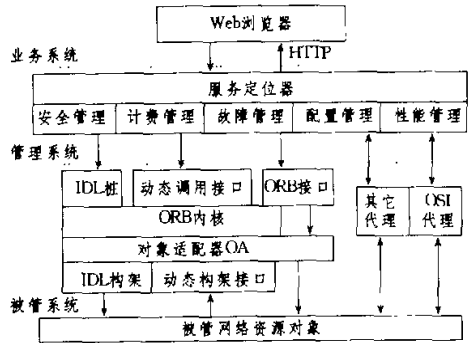 Web浏览器
业务系统
HTTP
服务定位器
安全管理 计费管理 故障管理 配置管理 性能管理
管理系统
IDL桩 动态调用接口 ORB接口 其它代理 OSI代理
ORB内核
对象适配器OA
IDL构架 动态构架接口
被管系统
被管网络资源对象